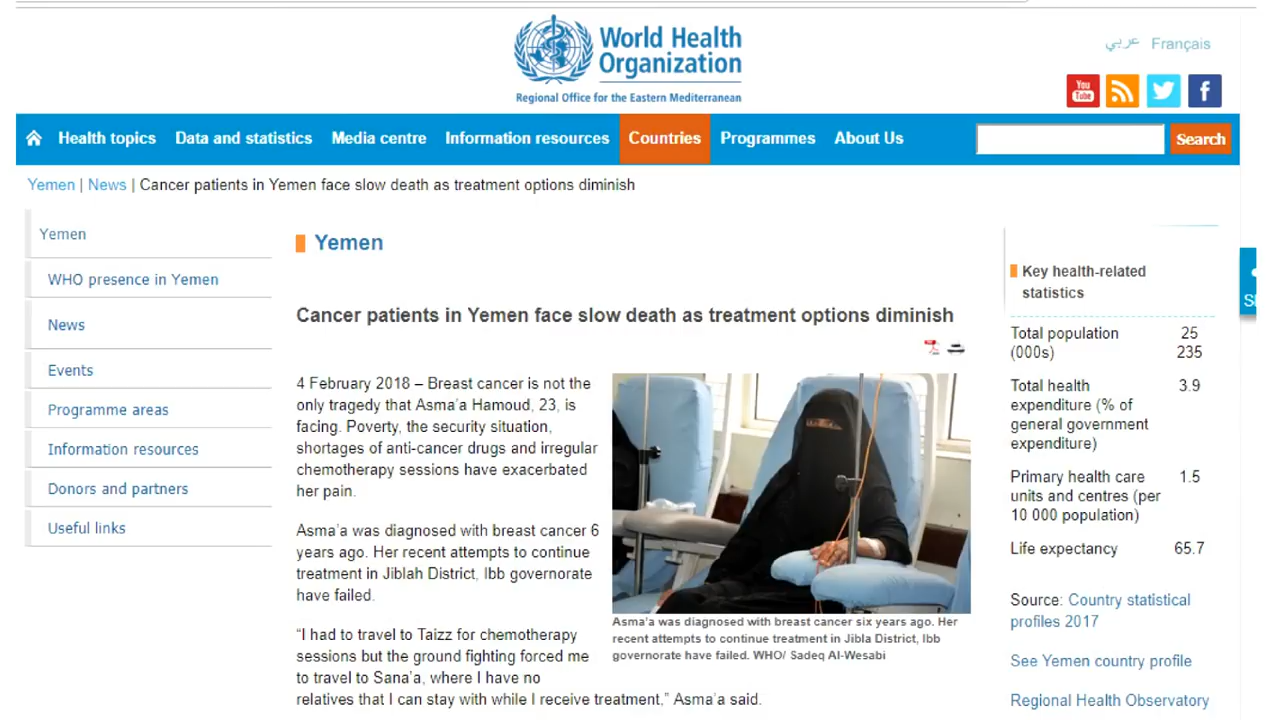 World Health
Organization
Regional Office for the Eastern Mediterranean
عربي Français
You
Tube
Health topics Data and statistics Media centre Information resources Countries Programmes About Us Search
Yemen | News | Cancer patients in Yemen face slow death as treatment options diminish
Yemen
WHO presence in Yemen
News
Events
Programme areas
Information resources
Donors and partners
Useful links
Yemen
Cancer patients in Yemen face slow death as treatment options diminish
4 February 2018 – Breast cancer is not the
only tragedy that Asma’a Hamoud, 23, is
facing. Poverty, the security situation,
shortages of anti-cancer drugs and irregular
chemotherapy sessions have exacerbated
her pain.
Asma’a was diagnosed with breast cancer 6
years ago. Her recent attempts to continue
treatment in Jiblah District, Ibb governorate
have failed.
“I had to travel to Taizz for chemotherapy
sessions but the ground fighting forced me
to travel to Sana’a, where I have no
relatives that I can stay with while I receive treatment,” Asma’a said.
Asma’a was diagnosed with breast cancer six years ago. Her
recent attempts to continue treatment in Jibla District, Ibb
governorate have failed. WHO/ Sadeq Al-Wesabi
Key health-related
statistics
Total population 25
(000s) 235
Total health 3.9
expenditure (% of
general government
expenditure)
Primary health care 1.5
units and centres (per
10 000 population)
Life expectancy 65.7
Source: Country statistical
profiles 2017
See Yemen country profile
Regional Health Observatory